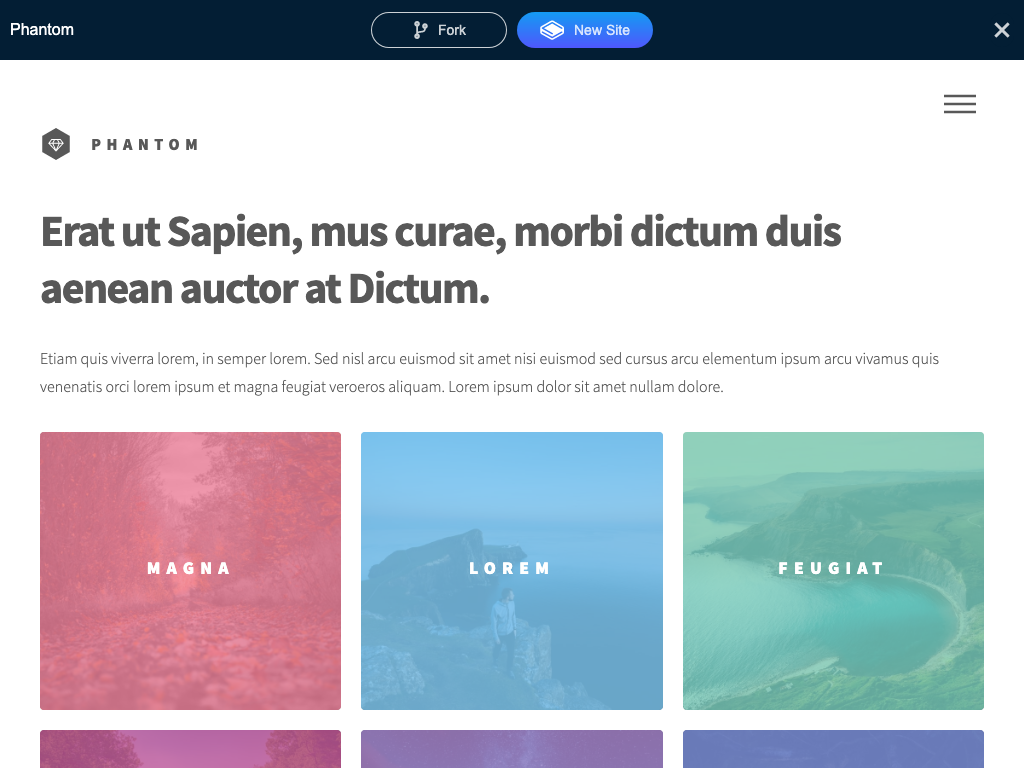 Phantom
Fork
New Site
PHANTOM
Erat ut Sapien, mus curae, morbi dictum duis
aenean auctor at Dictum.
Etiam quis viverra lorem, in semper lorem. Sed nisl arcu euismod sit amet nisi euismod sed cursus arcu elementum ipsum arcu vivamus quis
venenatis orci lorem ipsum et magna feugiat veroeros aliquam. Lorem ipsum dolor sit amet nullam dolore.
MAGNA
LOREM
FEUGIAT